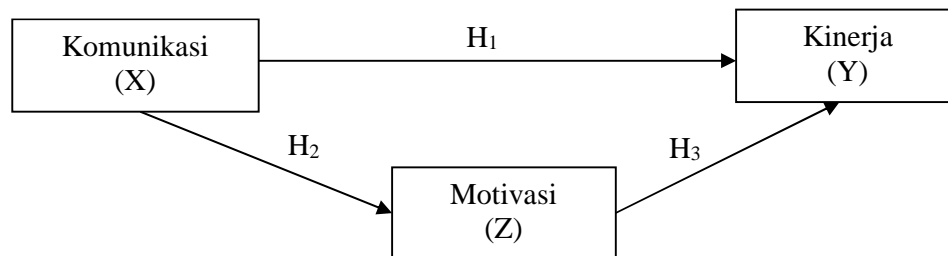 Komunikasi
(X)
H₁
Kinerja
(Y)
H₂
H₃
Motivasi
(Z)